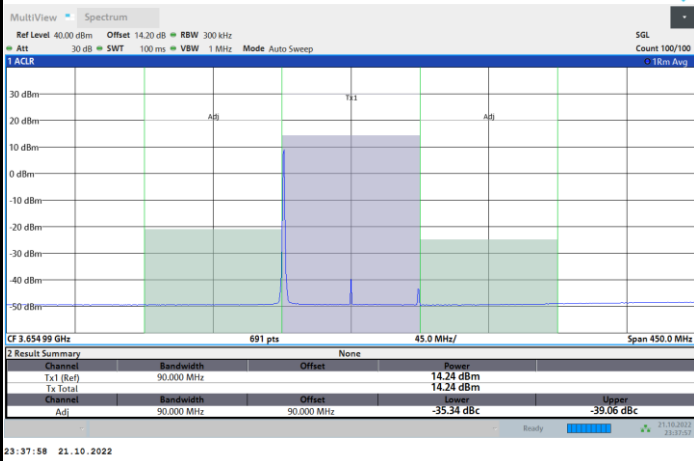 MultiView Spectrum
Ref Level 40.00 dBm Offset 14.20 dB RBW 300 kHz SGL
Att 30 dB SWT 100 ms VBW 1 MHz Mode Auto Sweep Count 100/100
1 ACLR 1Rm Avg
30 dBm
Tx1
20 dBm
Adj Adj
10 dBm
0 dBm
-10 dBm
-20 dBm
-30 dBm
-40 dBm
-50 dBm
CF 3.654 99 GHz 691 pts 45.0 MHz/ Span 450.0 MHz
2 Result Summary None
Channel Bandwidth Offset Power
Tx1 (Ref) 90.000 MHz 14.24 dBm
Tx Total 14.24 dBm
Channel Bandwidth Offset Lower Upper
Adj 90.000 MHz 90.000 MHz -35.34 dBc -39.06 dBc
Ready 21.10.2022
23:37:57
23:37:58 21.10.2022